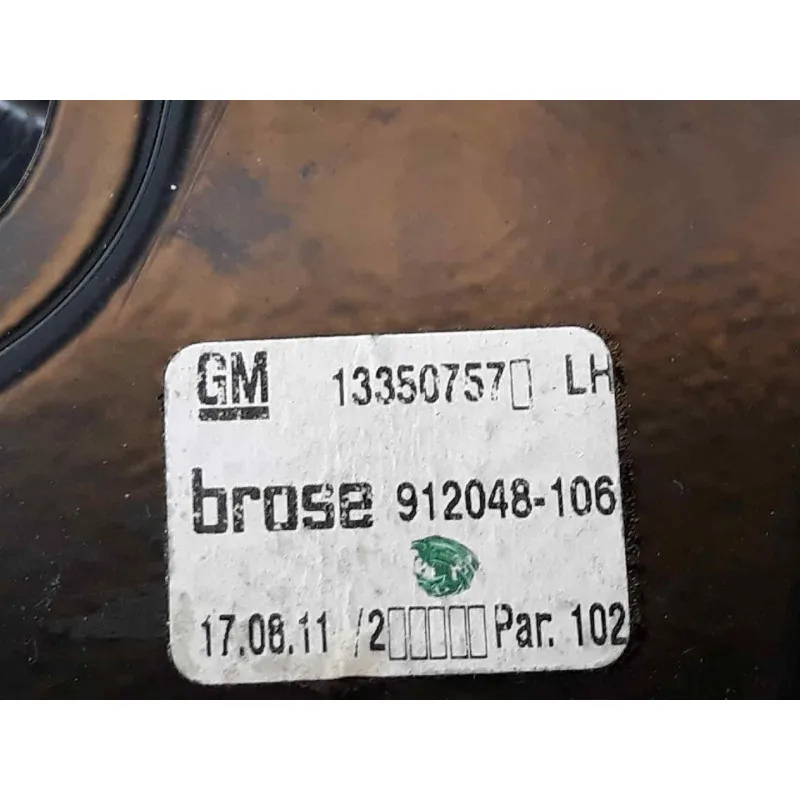 GM 13350757▯ LH
brose 912048-106
17.08.11 /2▯▯▯▯▯Par. 102